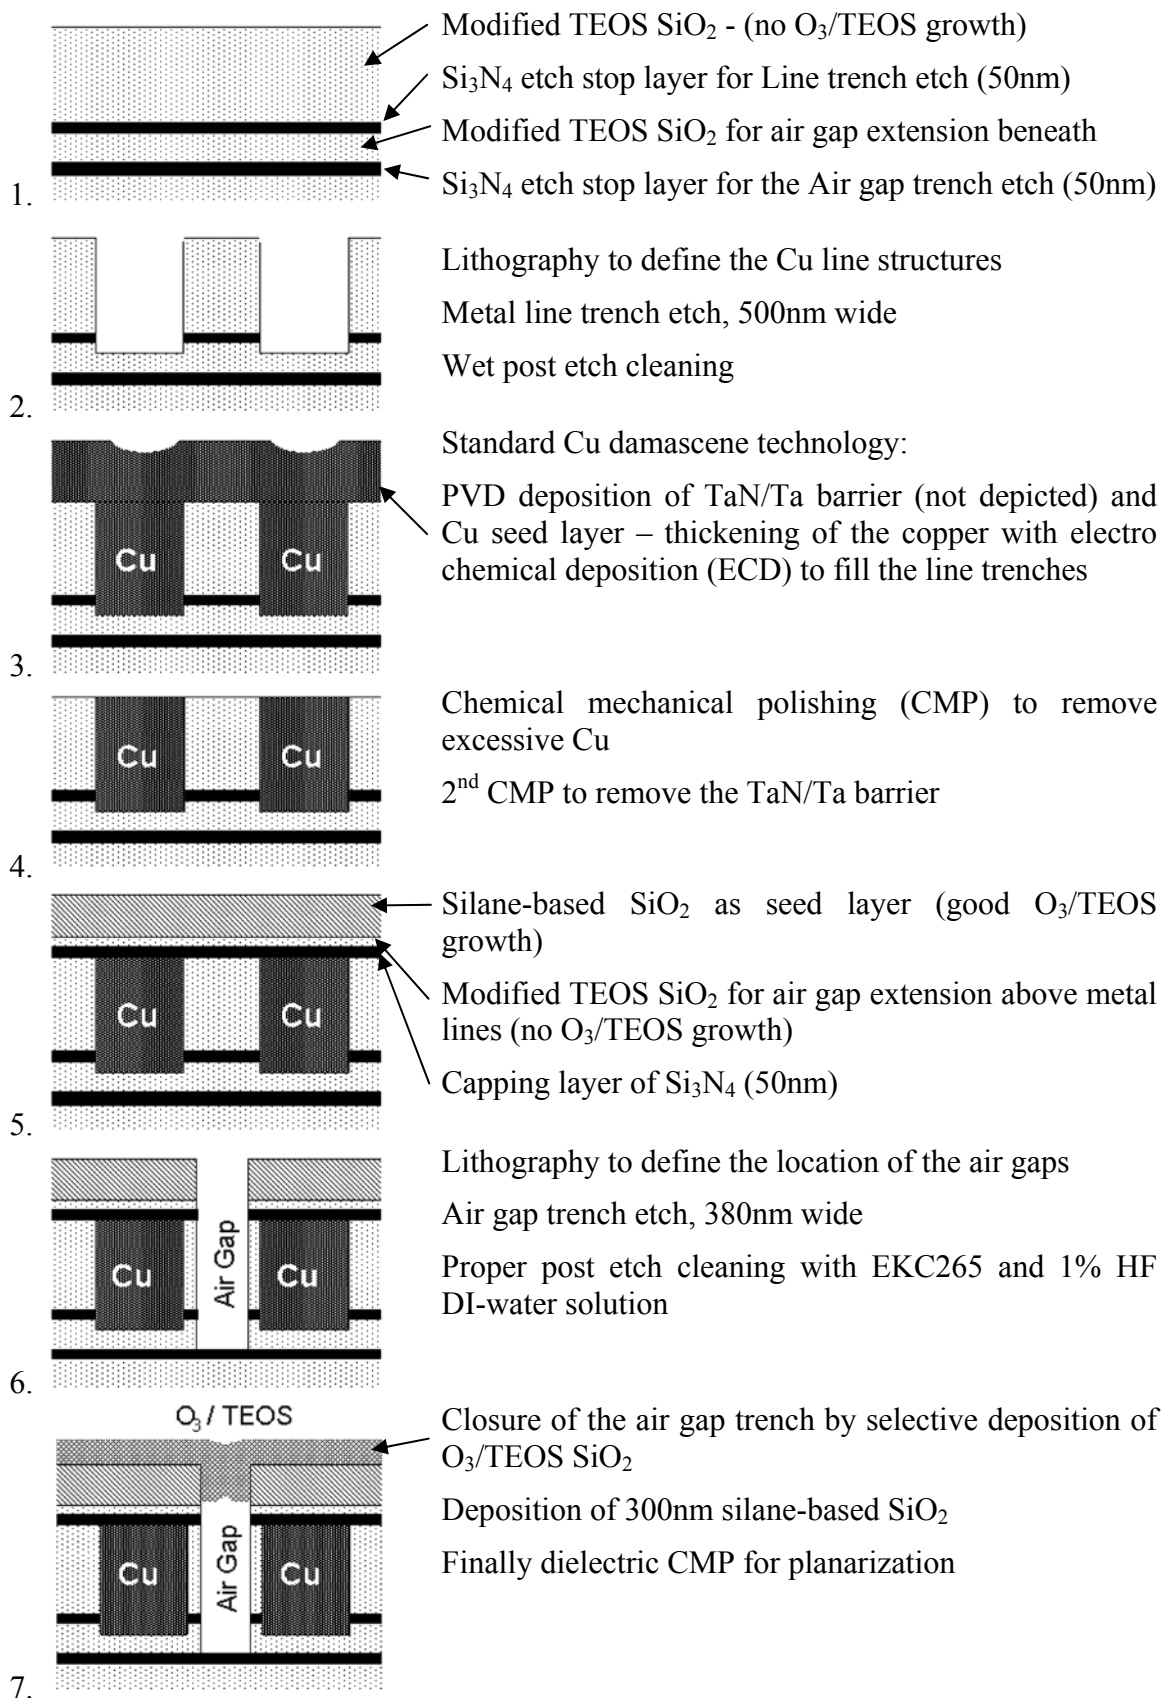 Modified TEOS SiO₂ - (no O₃/TEOS growth)
Si₃N₄ etch stop layer for Line trench etch (50nm)
Modified TEOS SiO₂ for air gap extension beneath
Si₃N₄ etch stop layer for the Air gap trench etch (50nm)
1.
Lithography to define the Cu line structures
Metal line trench etch, 500nm wide
Wet post etch cleaning
2.
Standard Cu damascene technology:
PVD deposition of TaN/Ta barrier (not depicted) and
Cu seed layer – thickening of the copper with electro
chemical deposition (ECD) to fill the line trenches
Cu
Cu
3.
Chemical mechanical polishing (CMP) to remove
excessive Cu
2ⁿᵈ CMP to remove the TaN/Ta barrier
Cu
Cu
4.
Silane-based SiO₂ as seed layer (good O₃/TEOS
growth)
Modified TEOS SiO₂ for air gap extension above metal
lines (no O₃/TEOS growth)
Capping layer of Si₃N₄ (50nm)
Cu
Cu
5.
Lithography to define the location of the air gaps
Air gap trench etch, 380nm wide
Proper post etch cleaning with EKC265 and 1% HF
DI-water solution
Cu
Air Gap
Cu
6.
O₃ / TEOS
Closure of the air gap trench by selective deposition of
O₃/TEOS SiO₂
Deposition of 300nm silane-based SiO₂
Finally dielectric CMP for planarization
Cu
Air Gap
Cu
7.